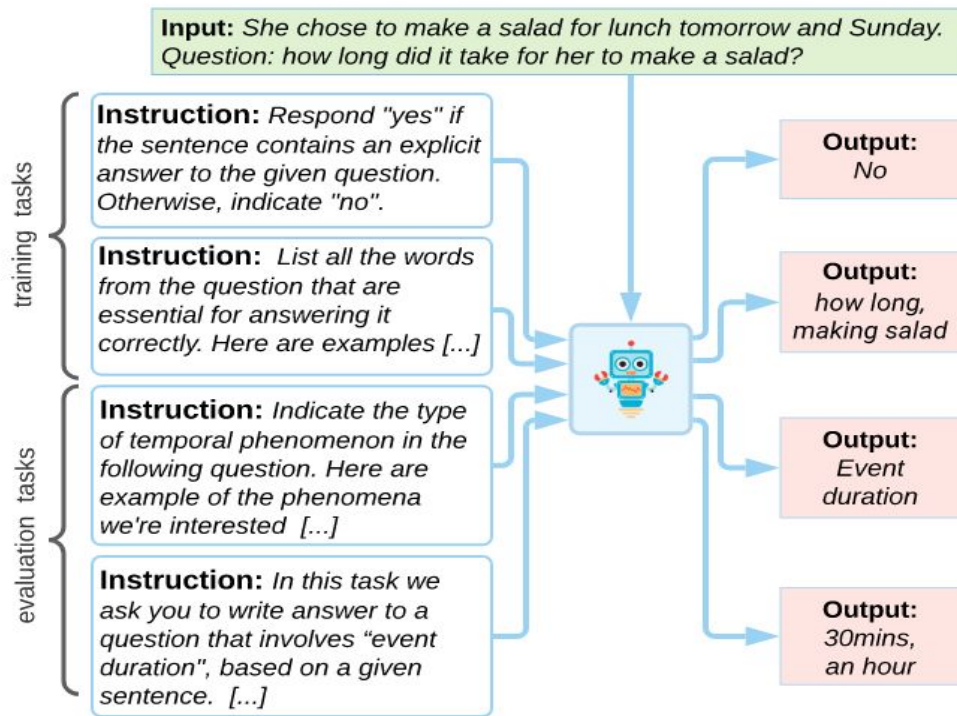 Input: She chose to make a salad for lunch tomorrow and Sunday.
Question: how long did it take for her to make a salad?
training tasks
Instruction: Respond "yes" if
the sentence contains an explicit
answer to the given question.
Otherwise, indicate "no".
Instruction: List all the words
from the question that are
essential for answering it
correctly. Here are examples [...]
evaluation tasks
Instruction: Indicate the type
of temporal phenomenon in the
following question. Here are
example of the phenomena
we're interested [...]
Instruction: In this task we
ask you to write answer to a
question that involves “event
duration", based on a given
sentence. [...]
Output:
No
Output:
how long,
making salad
Output:
Event
duration
Output:
30mins,
an hour